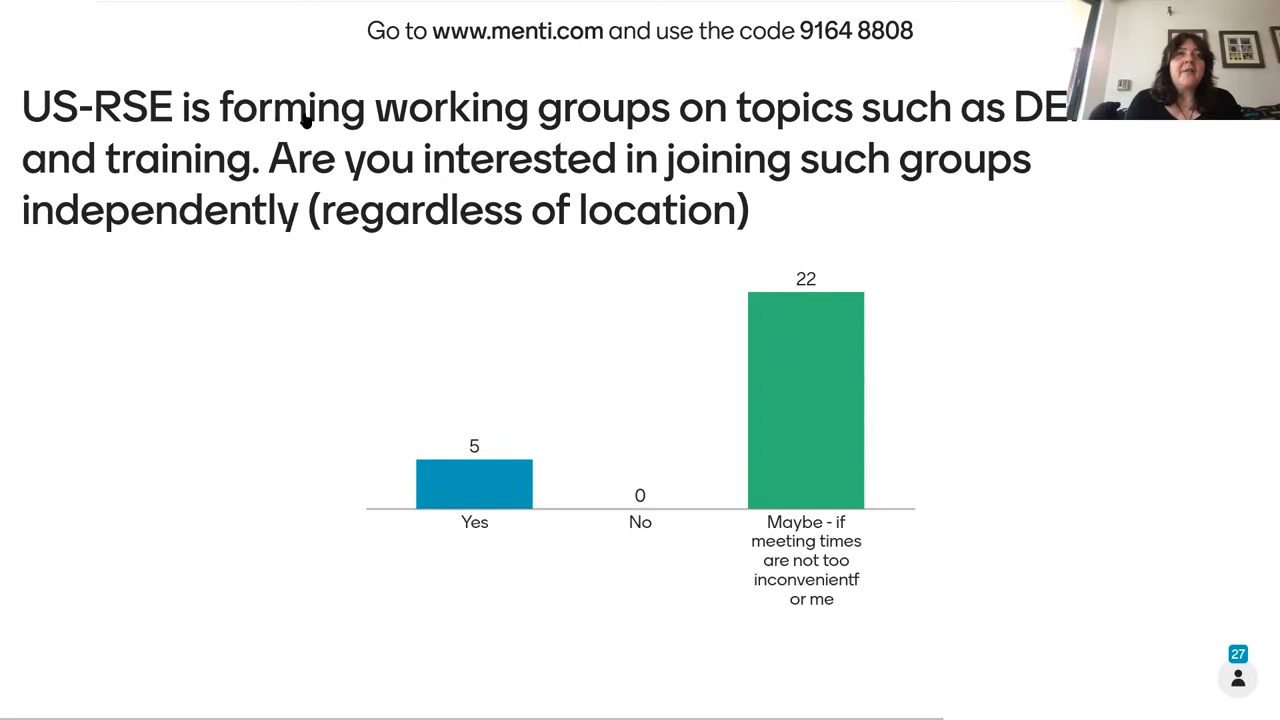 Go to www.menti.com and use the code 9164 8808
US-RSE is forming working groups on topics such as
and training. Are you interested in joining such groups
independently (regardless of location)
22
5
0
Yes
No
Maybe - if
meeting times
are not too
inconvenientf
or me
27